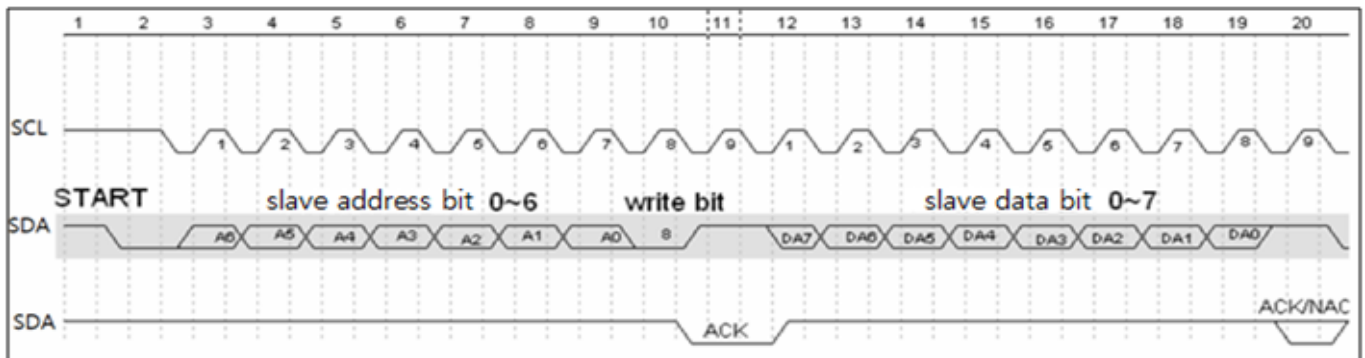 1 2 3 4 5 6 7 8 9 10 11 12 13 14 15 16 17 18 19 20
SCL 1 2 3 4 5 6 7 8 9 1 2 3 4 5 6 7 8 9
START slave address bit 0~6 write bit slave data bit 0~7
SDA A6 A5 A4 A3 A2 A1 A0 8 DA7 DA6 DA5 DA4 DA3 DA2 DA1 DA0
ACK/NAC
SDA ACK